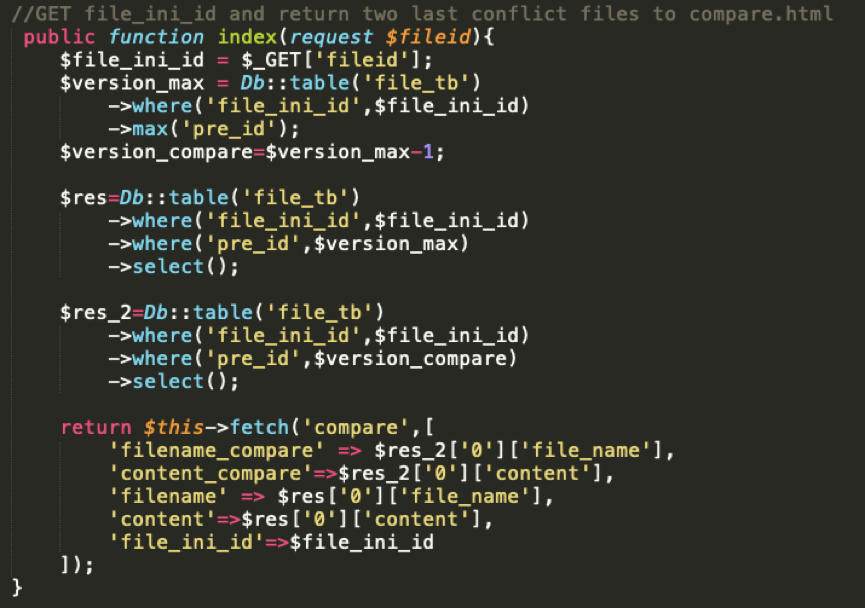 //GET file_ini_id and return two last conflict files to compare.html
public function index(request $fileid){
$file_ini_id = $_GET['fileid'];
$version_max = Db::table('file_tb')
->where('file_ini_id',$file_ini_id)
->max('pre_id');
$version_compare=$version_max-1;
$res=Db::table('file_tb')
->where('file_ini_id',$file_ini_id)
->where('pre_id',$version_max)
->select();
$res_2=Db::table('file_tb')
->where('file_ini_id',$file_ini_id)
->where('pre_id',$version_compare)
->select();
return $this->fetch('compare',[
'filename_compare' => $res_2['0']['file_name'],
'content_compare'=>$res_2['0']['content'],
'filename' => $res['0']['file_name'],
'content'=>$res['0']['content'],
'file_ini_id'=>$file_ini_id
]);
}